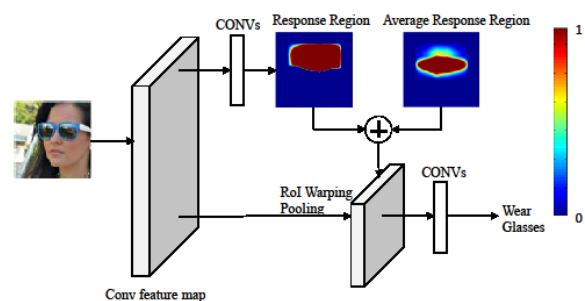 CONVs
Response Region
Average Response Region
1
CONVs
RoI Warping
Pooling
Wear
Glasses
0
Conv feature map